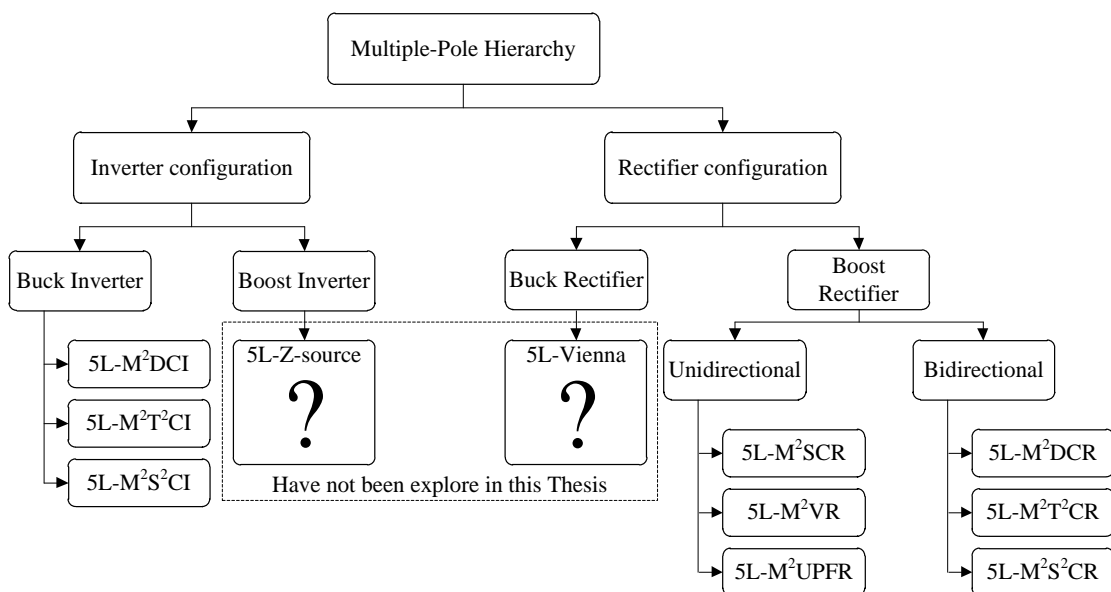 Multiple-Pole Hierarchy
Inverter configuration
Rectifier configuration
Buck Inverter
Boost Inverter
Buck Rectifier
Boost
Rectifier
5L-M²DCI
5L-M²T²CI
5L-M²S²CI
5L-Z-source
?
5L-Vienna
?
Have not been explore in this Thesis
Unidirectional
Bidirectional
5L-M²SCR
5L-M²VR
5L-M²UPFR
5L-M²DCR
5L-M²T²CR
5L-M²S²CR